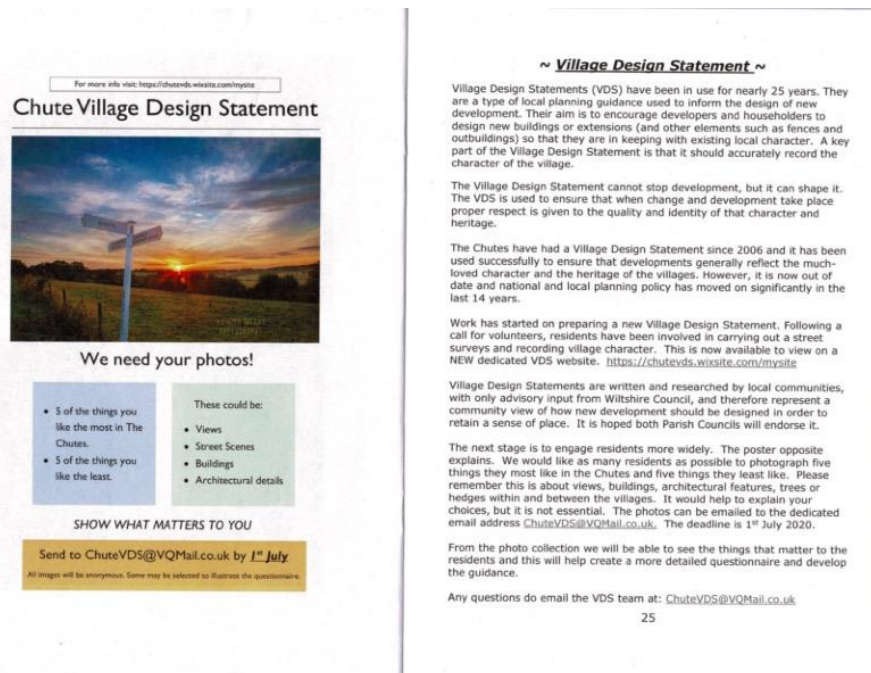 For more info visit: https://chutevds.wixsite.com/mysite
Chute Village Design Statement
We need your photos!
• 5 of the things you
like the most in The
Chutes.
• 5 of the things you
like the least.
These could be:
• Views
• Street Scenes
• Buildings
• Architectural details
SHOW WHAT MATTERS TO YOU
Send to ChuteVDS@VQMail.co.uk by 1st July
All images will be anonymous. Some may be selected to illustrate the questionnaire.
~ Village Design Statement ~
Village Design Statements (VDS) have been in use for nearly 25 years. They
are a type of local planning guidance used to inform the design of new
development. Their aim is to encourage developers and householders to
design new buildings or extensions (and other elements such as fences and
outbuildings) so that they are in keeping with existing local character. A key
part of the Village Design Statement is that it should accurately record the
character of the village.
The Village Design Statement cannot stop development, but it can shape it.
The VDS is used to ensure that when change and development take place
proper respect is given to the quality and identity of that character and
heritage.
The Chutes have had a Village Design Statement since 2006 and it has been
used successfully to ensure that developments generally reflect the much-
loved character and the heritage of the villages. However, it is now out of
date and national and local planning policy has moved on significantly in the
last 14 years.
Work has started on preparing a new Village Design Statement. Following a
call for volunteers, residents have been involved in carrying out a street
surveys and recording village character. This is now available to view on a
NEW dedicated VDS website. https://chutevds.wixsite.com/mysite
Village Design Statements are written and researched by local communities,
with only advisory input from Wiltshire Council, and therefore represent a
community view of how new development should be designed in order to
retain a sense of place. It is hoped both Parish Councils will endorse it.
The next stage is to engage residents more widely. The poster opposite
explains. We would like as many residents as possible to photograph five
things they most like in the Chutes and five things they least like. Please
remember this is about views, buildings, architectural features, trees or
hedges within and between the villages. It would help to explain your
choices, but it is not essential. The photos can be emailed to the dedicated
email address ChuteVDS@VQMail.co.uk. The deadline is 1st July 2020.
From the photo collection we will be able to see the things that matter to the
residents and this will help create a more detailed questionnaire and develop
the guidance.
Any questions do email the VDS team at: ChuteVDS@VQMail.co.uk
25